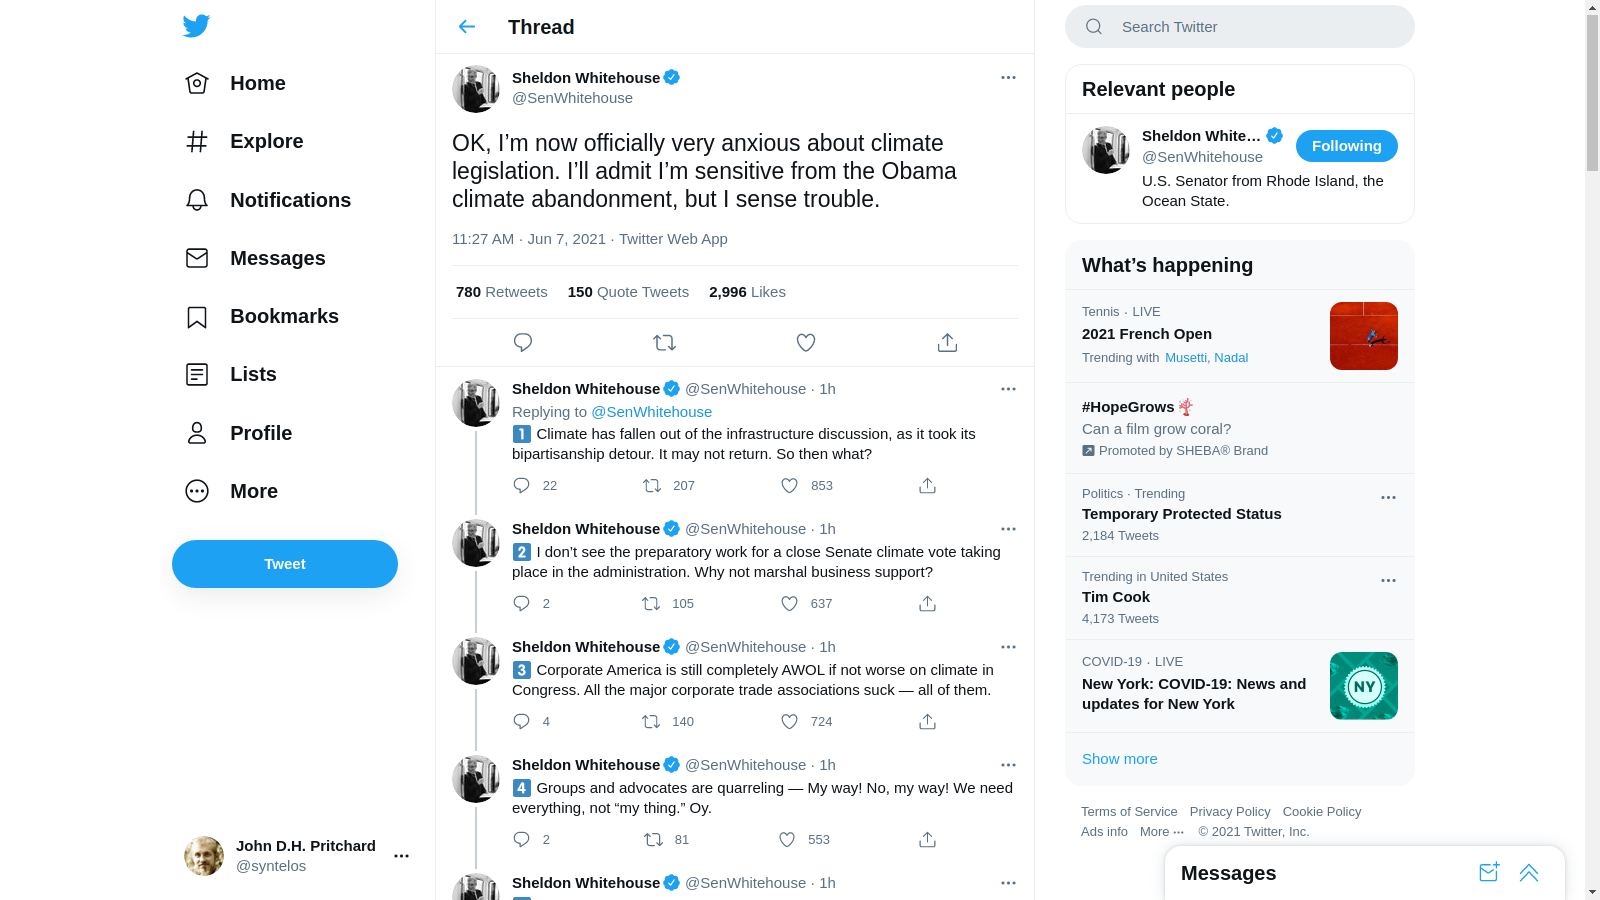 Home
Explore
Notifications
Messages
Bookmarks
Lists
Profile
More
Tweet
John D.H. Pritchard
@syntelos
Thread
Sheldon Whitehouse
@SenWhitehouse
OK, I’m now officially very anxious about climate
legislation. I’ll admit I’m sensitive from the Obama
climate abandonment, but I sense trouble.
11:27 AM · Jun 7, 2021 · Twitter Web App
780 Retweets 150 Quote Tweets 2,996 Likes
Sheldon Whitehouse @SenWhitehouse · 1h
Replying to @SenWhitehouse
1 Climate has fallen out of the infrastructure discussion, as it took its
bipartisanship detour. It may not return. So then what?
22 207 853
Sheldon Whitehouse @SenWhitehouse · 1h
2 I don’t see the preparatory work for a close Senate climate vote taking
place in the administration. Why not marshal business support?
2 105 637
Sheldon Whitehouse @SenWhitehouse · 1h
3 Corporate America is still completely AWOL if not worse on climate in
Congress. All the major corporate trade associations suck — all of them.
4 140 724
Sheldon Whitehouse @SenWhitehouse · 1h
4 Groups and advocates are quarreling — My way! No, my way! We need
everything, not “my thing.” Oy.
2 81 553
Sheldon Whitehouse @SenWhitehouse · 1h
Search Twitter
Relevant people
Sheldon White...
@SenWhitehouse
Following
U.S. Senator from Rhode Island, the
Ocean State.
What’s happening
Tennis · LIVE
2021 French Open
Trending with Musetti, Nadal
#HopeGrows
Can a film grow coral?
Promoted by SHEBA® Brand
Politics · Trending
Temporary Protected Status
2,184 Tweets
Trending in United States
Tim Cook
4,173 Tweets
COVID-19 · LIVE
New York: COVID-19: News and
updates for New York
NY
Show more
Terms of Service Privacy Policy Cookie Policy
Ads info More ··· © 2021 Twitter, Inc.
Messages